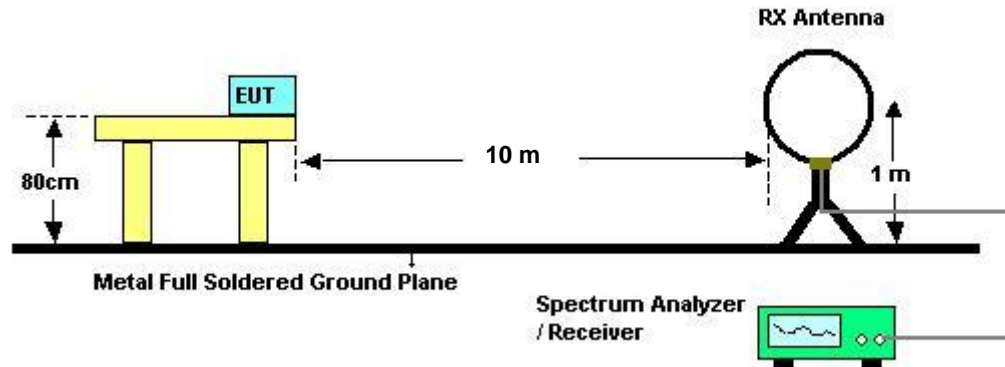 RX Antenna
EUT
10 m
80cm
1 m
Metal Full Soldered Ground Plane
Spectrum Analyzer
/ Receiver